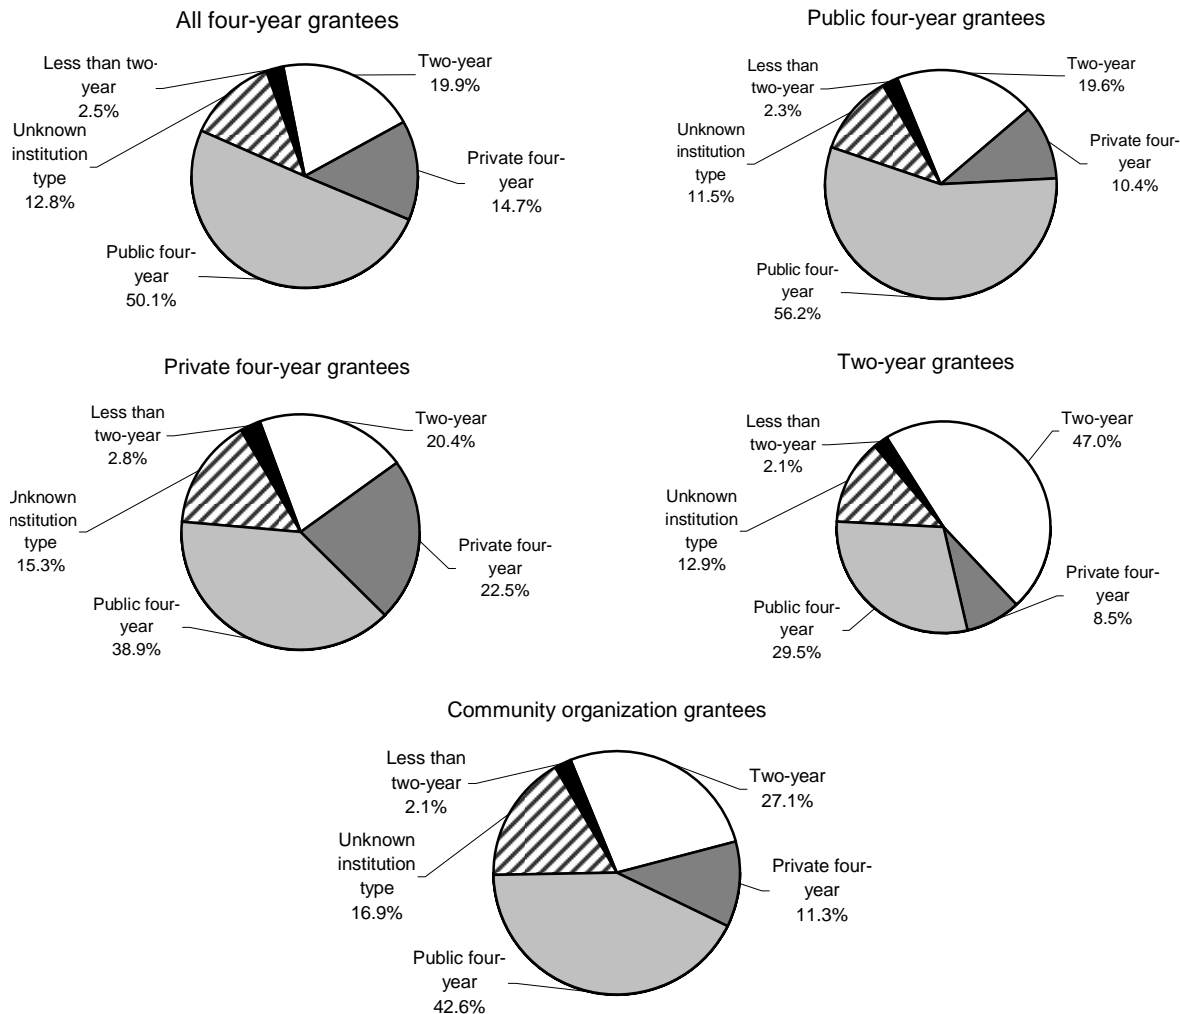 All four-year grantees
Less than two-
year
2.5%
Two-year
19.9%
Unknown
institution
type
12.8%
Private four-
year
14.7%
Public four-
year
50.1%
Public four-year grantees
Less than
two-year
2.3%
Two-year
19.6%
Unknown
institution
type
11.5%
Private four-
year
10.4%
Public four-
year
56.2%
Private four-year grantees
Less than
two-year
2.8%
Two-year
20.4%
Jnknown
nstitution
type
15.3%
Private four-
year
22.5%
Public four-
year
38.9%
Two-year grantees
Less than
two-year
2.1%
Two-year
47.0%
Unknown
institution
type
12.9%
Private four-
year
8.5%
Public four-
year
29.5%
Community organization grantees
Less than
two-year
2.1%
Two-year
27.1%
Unknown
institution
type
16.9%
Private four-
year
11.3%
Public four-
year
42.6%